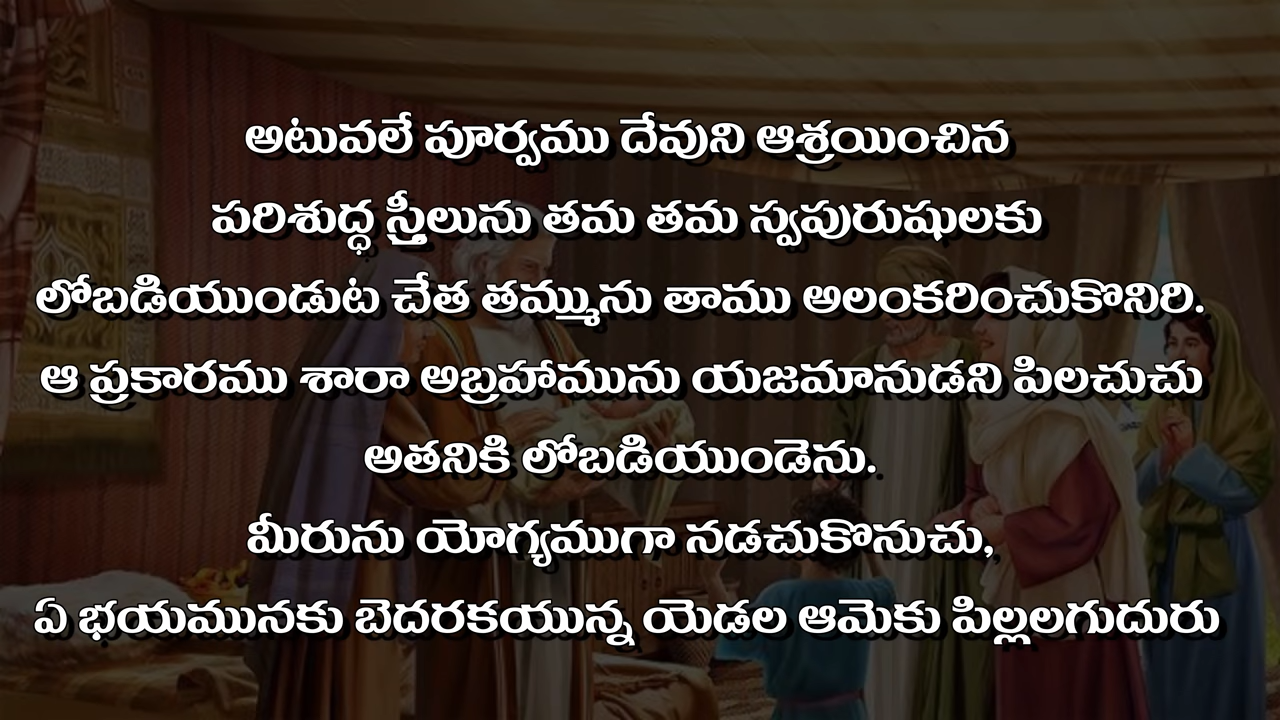 అటువలే పూర్వము దేవుని ఆశ్రయించిన
పరిశుద్ధ స్త్రీలును తమ తమ స్వపురుషులకు
లోబడియుండుట చేత తమ్మును తాము అలంకరించుకొనిరి.
ఆ ప్రకారము శారా అబ్రహామును యజమానుడని పిలచుచు
అతనికి లోబడియుండెను.
మీరును యోగ్యముగా నడచుకొనుచు,
ఏ భయమునకు బెదరకయున్న యెడల ఆమెకు పిల్లలగుదురు